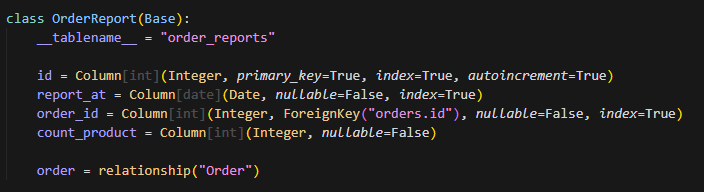 class OrderReport(Base):
    __tablename__ = "order_reports"

    id = Column[int](Integer, primary_key=True, index=True, autoincrement=True)
    report_at = Column[date](Date, nullable=False, index=True)
    order_id = Column[int](Integer, ForeignKey("orders.id"), nullable=False, index=True)
    count_product = Column[int](Integer, nullable=False)

    order = relationship("Order")